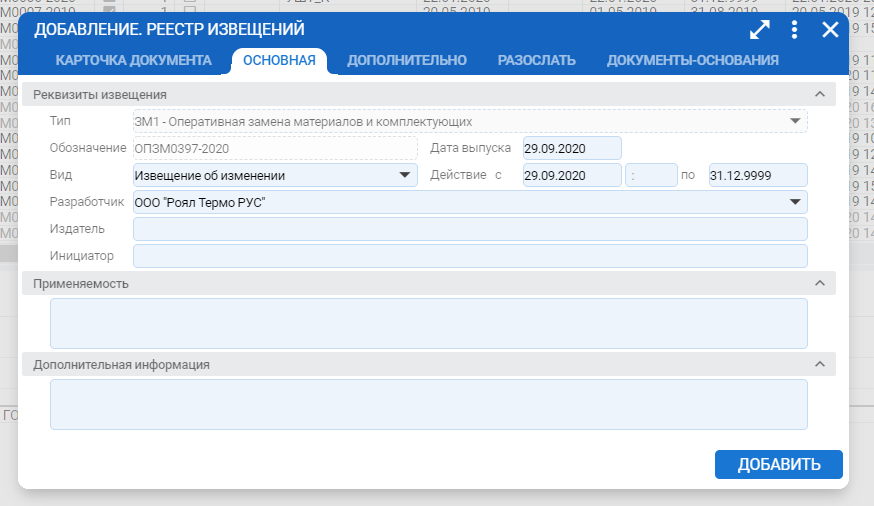 ДОБАВЛЕНИЕ. РЕЕСТР ИЗВЕЩЕНИЙ
КАРТОЧКА ДОКУМЕНТА ОСНОВНАЯ ДОПОЛНИТЕЛЬНО РАЗОСЛАТЬ ДОКУМЕНТЫ-ОСНОВАНИЯ
Реквизиты извещения
Тип ЗМ1 - Оперативная замена материалов и комплектующих
Обозначение ОПЗМ0397-2020 Дата выпуска 29.09.2020
Вид Извещение об изменении Действие с 29.09.2020 : по 31.12.9999
Разработчик ООО "Роял Термо РУС"
Издатель
Инициатор
Применяемость
Дополнительная информация
ДОБАВИТЬ